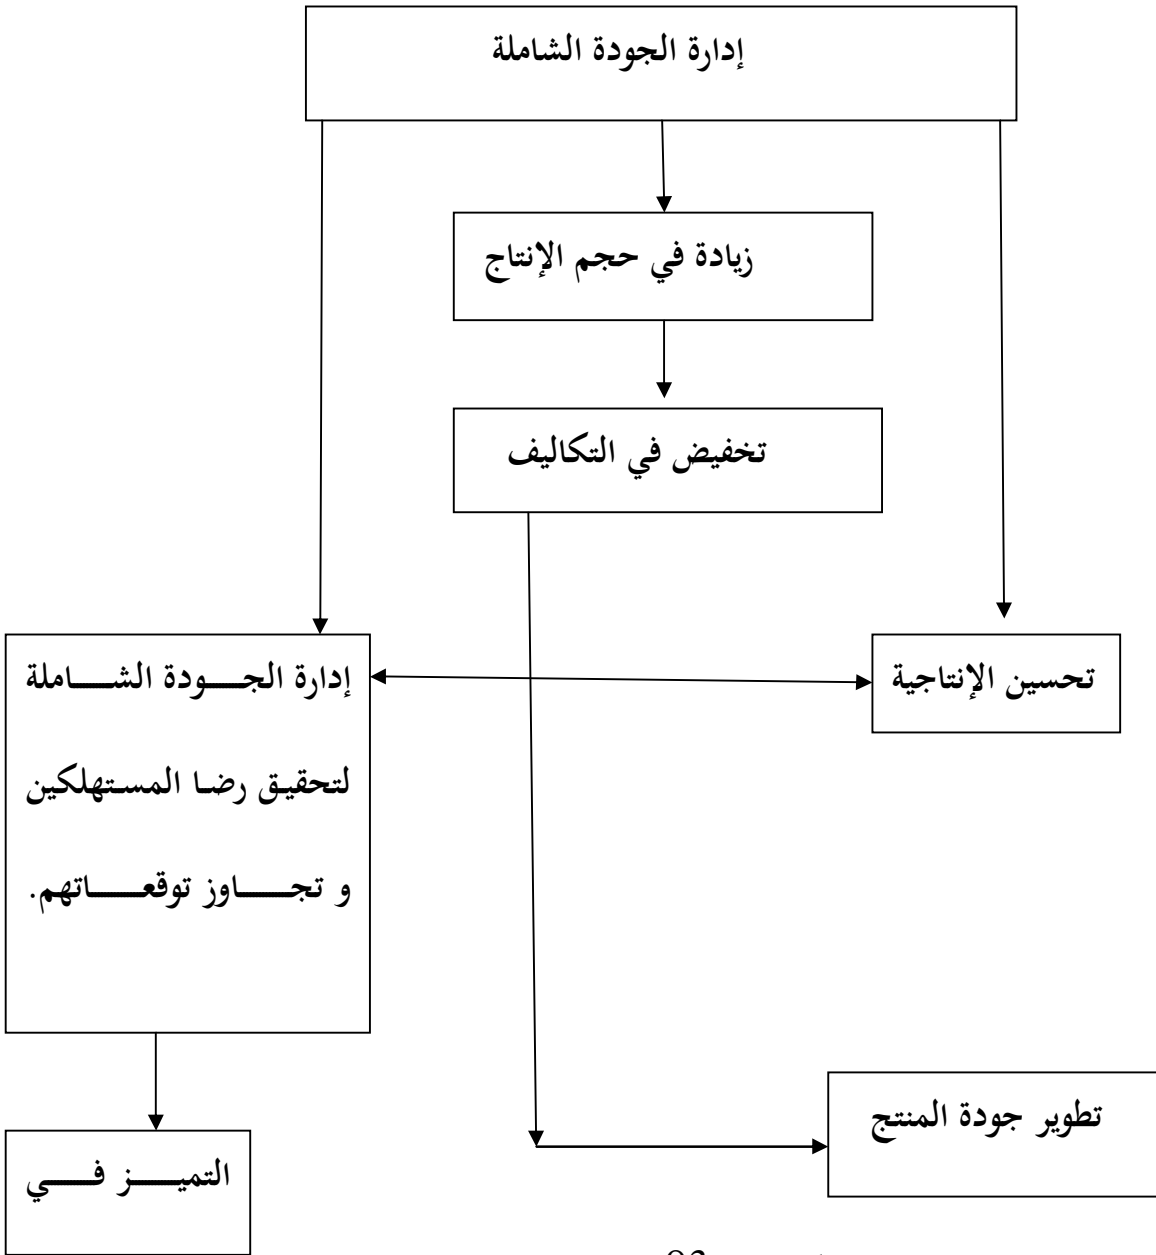 إدارة الجودة الشاملة
زيادة في حجم الإنتاج
تخفيض في التكاليف
تحسين الإنتاجية
إدارة الجودة الشاملة
لتحقيق رضا المستهلكين
و تجاوز توقعاتهم.
تطوير جودة المنتج
التميز في